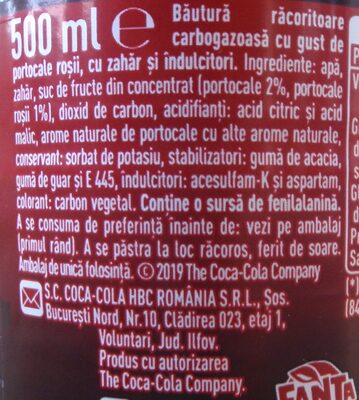 500 ml e Băutură răcoritoare
carbogazoasă cu gust de
portocale roșii, cu zahăr și îndulcitori. Ingrediente: apă,
zahăr, suc de fructe din concentrat (portocale 2%, portocale
roșii 1%), dioxid de carbon, acidifianți: acid citric și acid
malic, arome naturale de portocale cu alte arome naturale,
conservant: sorbat de potasiu, stabilizatori: gumă de acacia,
gumă de guar și E 445, îndulcitori: acesulfam-K și aspartam,
colorant: carbon vegetal. Conține o sursă de fenilalanină.
A se consuma de preferință înainte de: vezi pe ambalaj
(primul rând). A se păstra la loc răcoros, ferit de soare.
Ambalaj de unică folosință. © 2019 The Coca-Cola Company
S.C. COCA-COLA HBC ROMÂNIA S.R.L., Șos.
București Nord, Nr.10, Clădirea 023, etaj 1,
Voluntari, Jud. Ilfov.
Produs cu autorizarea
The Coca-Cola Company.
FANTA